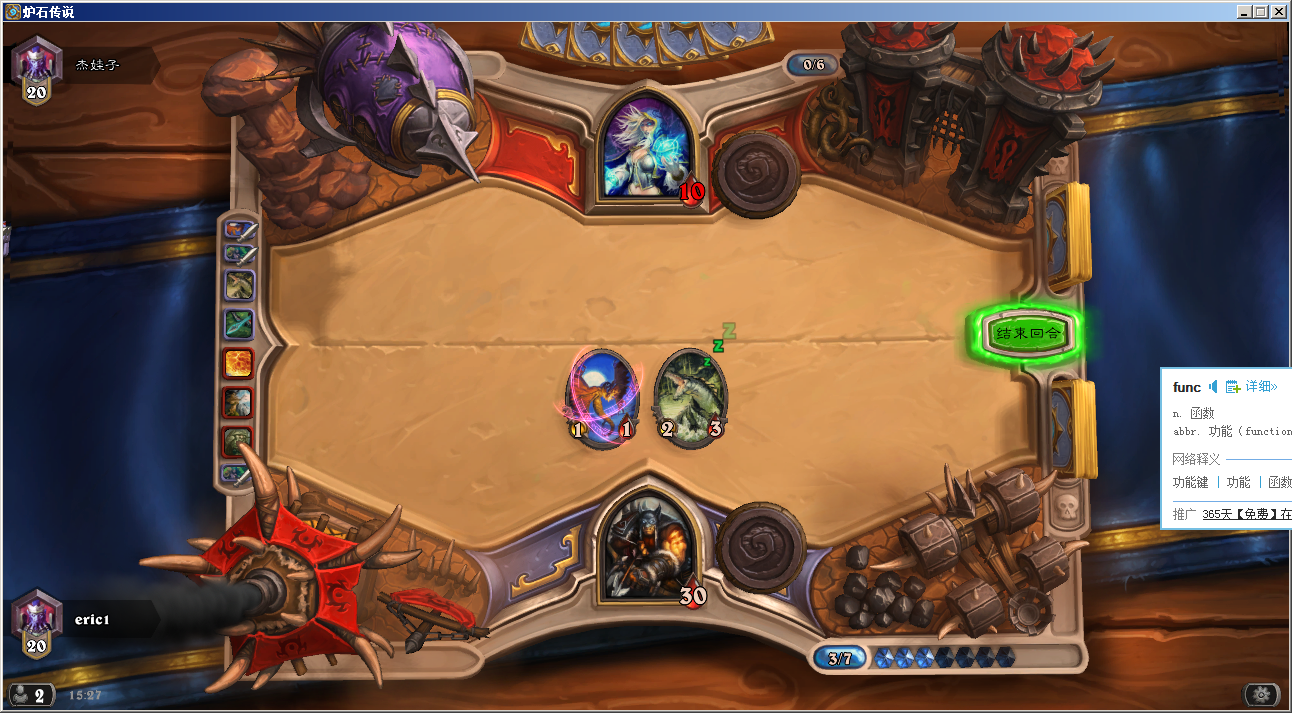 炉石传说
杰娃子
20
0/6
10
结束回合
z
Z
z
1
1
2
3
func 详细»
n. 函数
abbr. 功能（function
网络释义
功能键 功能 函数
推广 365天【免费】在
30
eric1
20
3/7
2
15:27